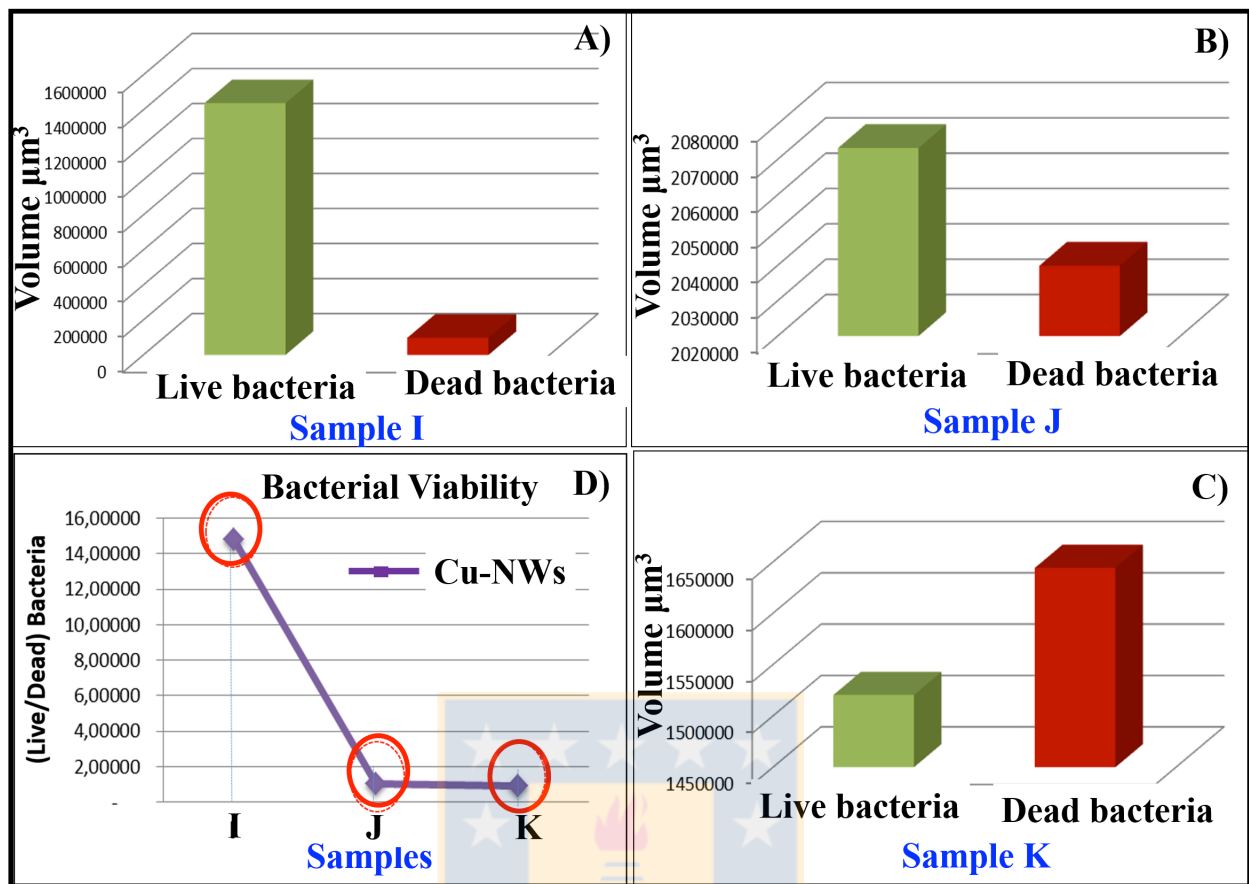 A)
Volume μm³
1600000
1400000
1200000
1000000
800000
600000
400000
200000
0
Live bacteria
Dead bacteria
Sample I
B)
Volume μm³
2080000
2070000
2060000
2050000
2040000
2030000
2020000
Live bacteria
Dead bacteria
Sample J
Bacterial Viability
D)
(Live/Dead) Bacteria
16,00000
14,00000
12,00000
10,00000
8,00000
6,00000
4,00000
2,00000
-
Cu-NWs
I
J
K
Samples
C)
Volume μm³
1650000
1600000
1550000
1500000
1450000
Live bacteria
Dead bacteria
Sample K